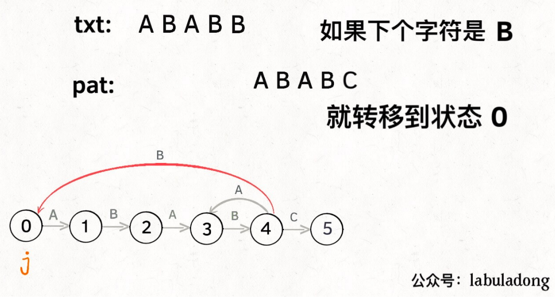 txt: A B A B B
如果下个字符是 B
pat: A B A B C
就转移到状态 0
B
A
A B A B C
0 1 2 3 4 5
j
公众号：labuladong